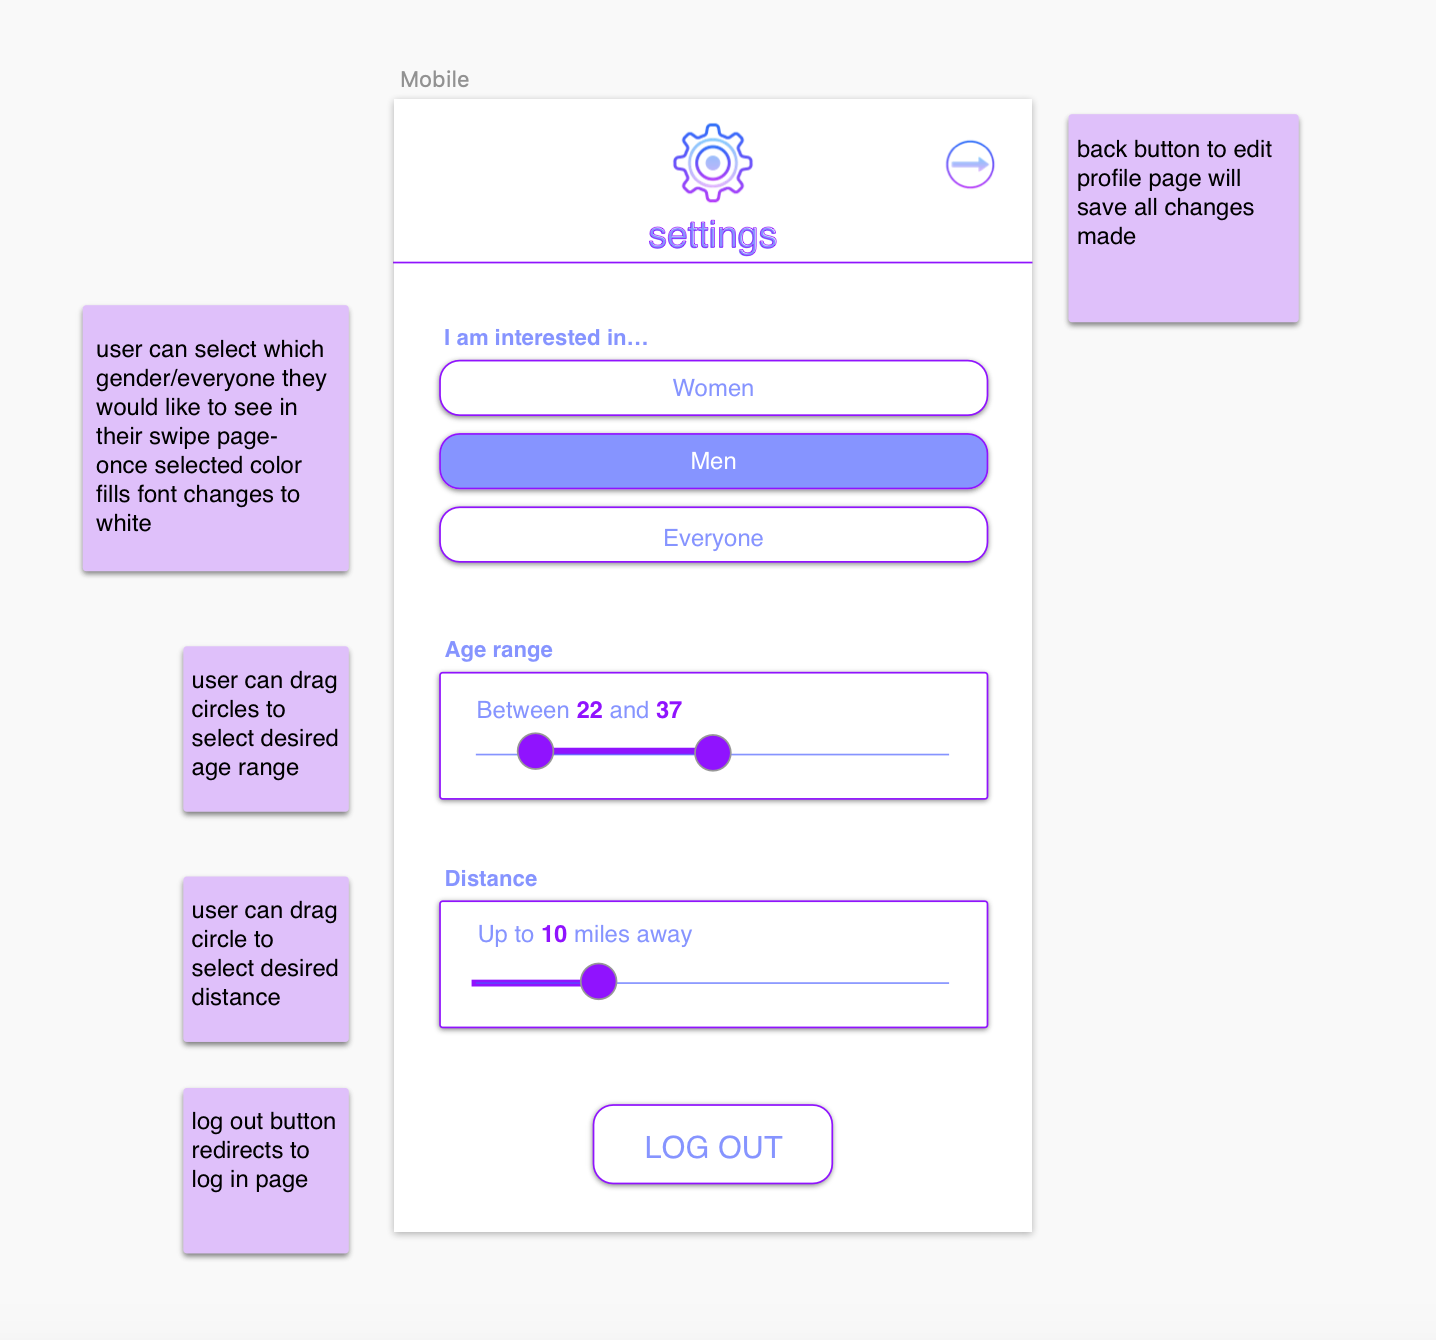 Mobile
settings
back button to edit
profile page will
save all changes
made
user can select which
gender/everyone they
would like to see in
their swipe page-
once selected color
fills font changes to
white
I am interested in...
Women
Men
Everyone
user can drag
circles to
select desired
age range
Age range
Between 22 and 37
user can drag
circle to
select desired
distance
Distance
Up to 10 miles away
log out button
redirects to
log in page
LOG OUT